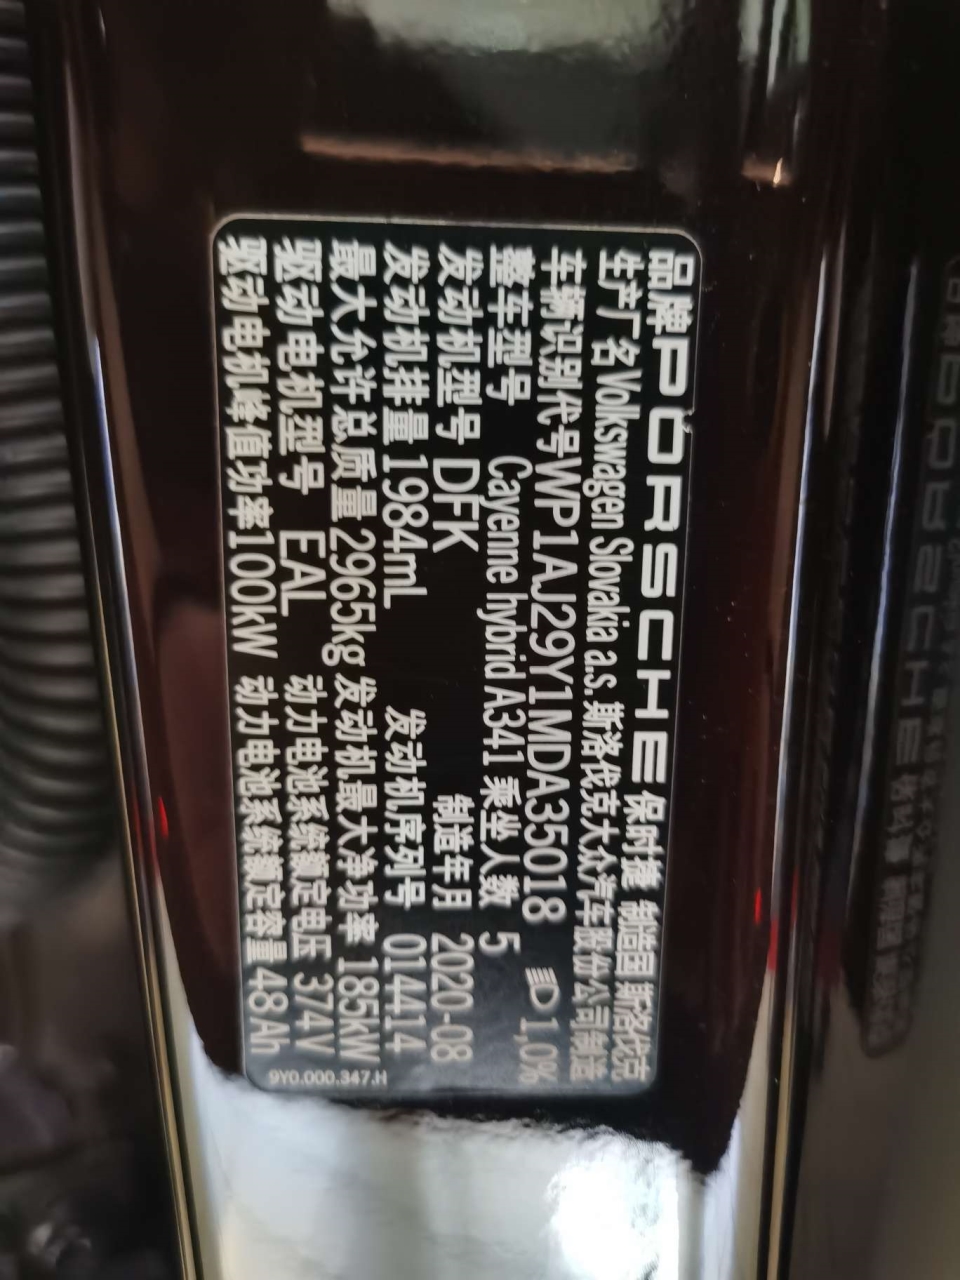 品牌 PORSCHE 保时捷 制造国 斯洛伐克
生产厂名 Volkswagen Slovakia a.s. 斯洛伐克大众汽车股份公司制造
车辆识别代号 WP1AJ29Y1MDA35018 1,0%
整车型号 Cayenne hybrid A341 乘坐人数 5
发动机型号 DFK 制造年月 2020-08
发动机排量 1984mL 发动机序列号 014414
最大允许总质量 2965kg 发动机最大净功率 185kW
驱动电机型号 EAL 动力电池系统额定电压 374V
驱动电机峰值功率 100kW 动力电池系统额定容量 48Ah
9Y0.000.347.H